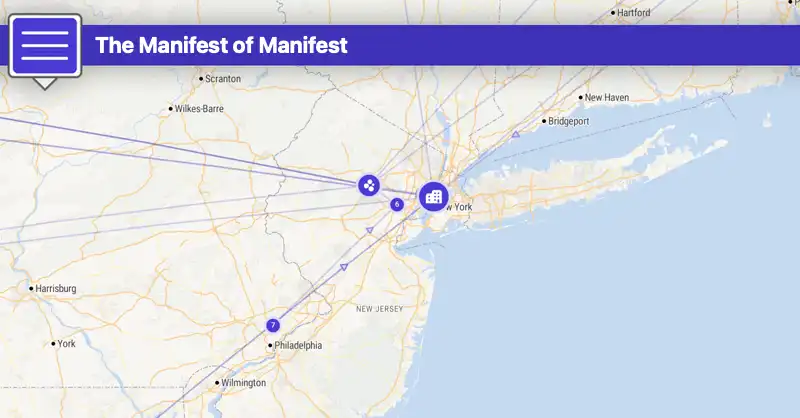 Hartford
The Manifest of Manifest
Scranton
Wilkes-Barre
New Haven
Bridgeport
6
w York
Harrisburg
NEW JERSEY
7
York
Philadelphia
Wilmington